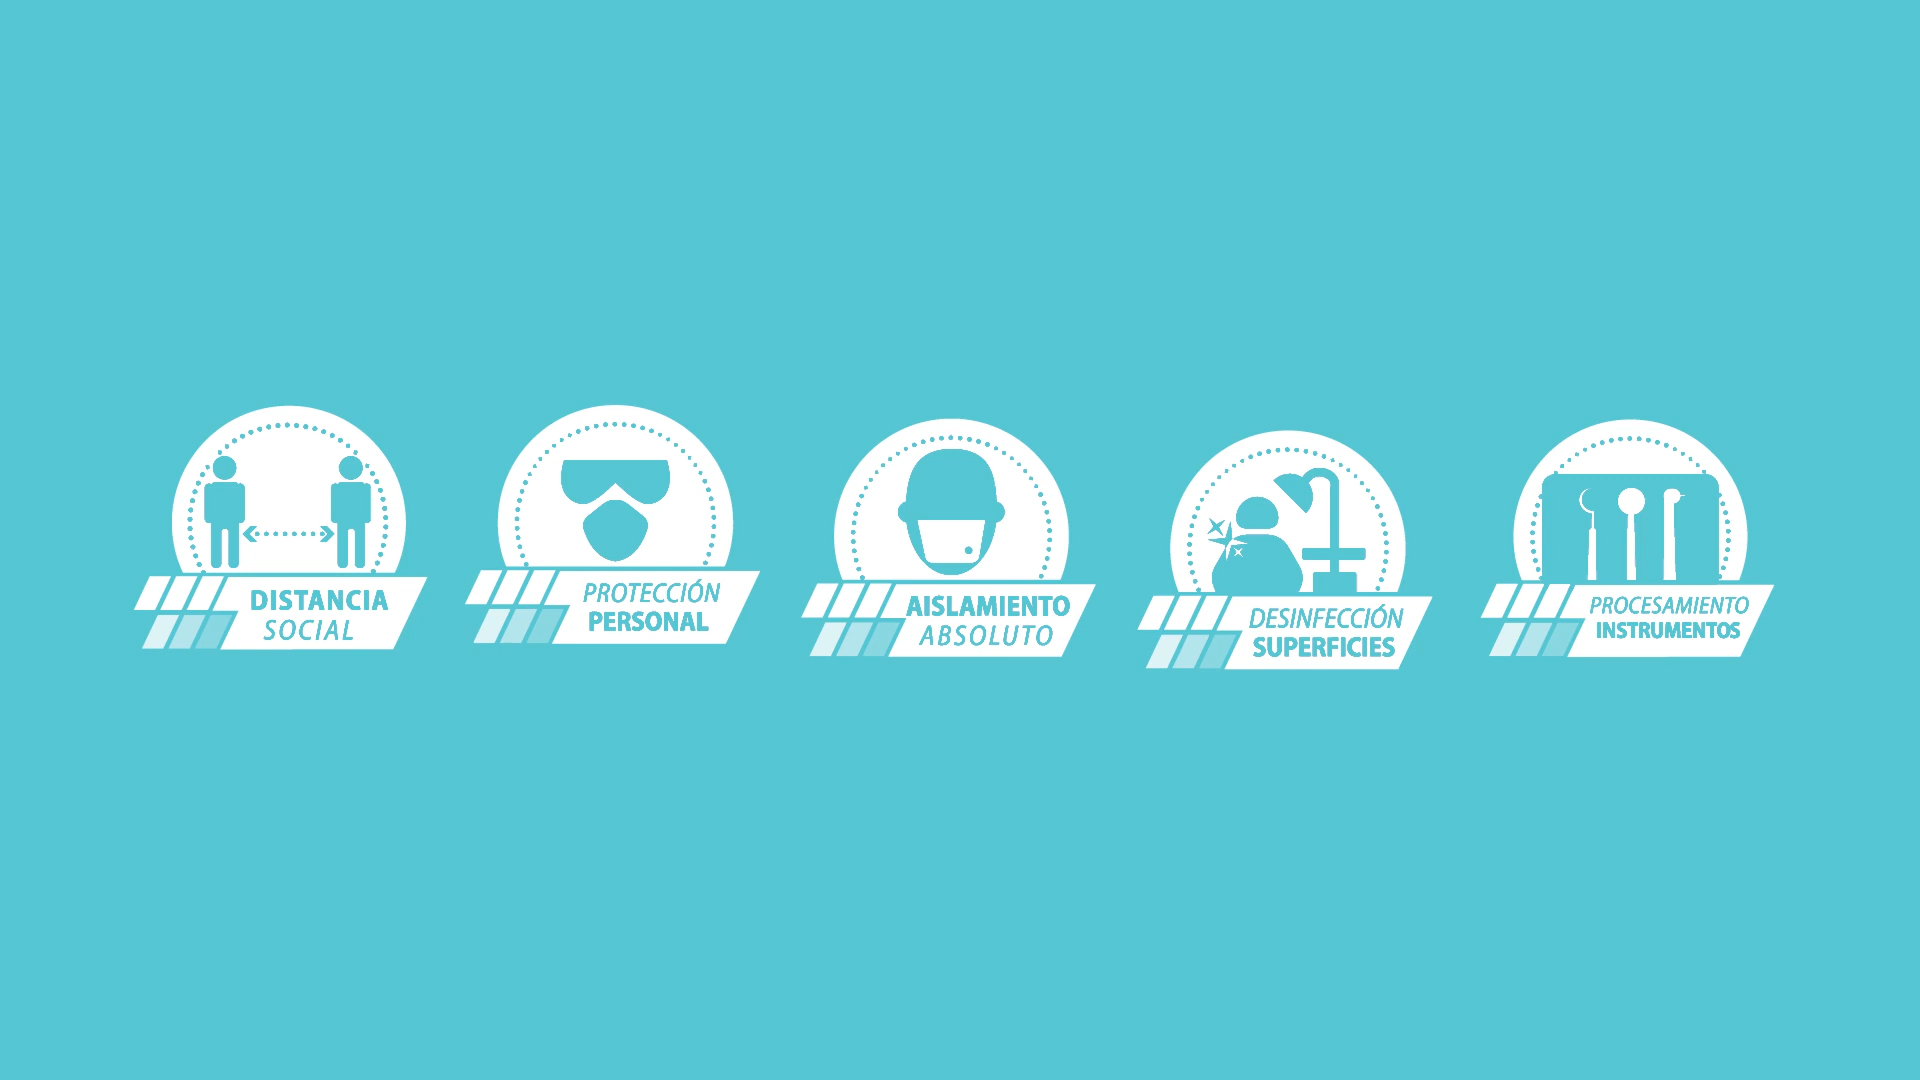 DISTANCIA
SOCIAL
PROTECCIÓN
PERSONAL
AISLAMIENTO
ABSOLUTO
DESINFECCIÓN
SUPERFICIES
PROCESAMIENTO
INSTRUMENTOS